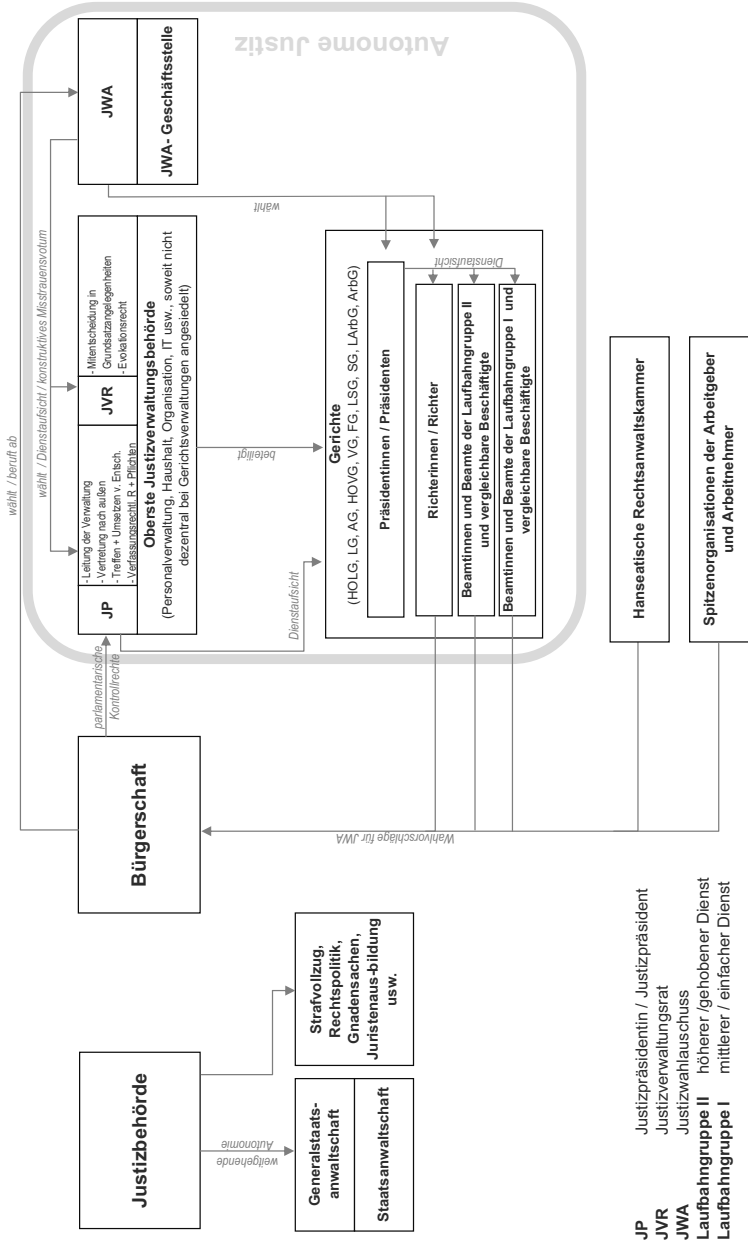 Autonome Justiz
wählt / beruft ab
wählt / Dienstaufsicht / konstruktives Misstrauensvotum
Justizbehörde
weitgehende
Autonomie
Generalstaats-
anwaltschaft
Staatsanwaltschaft
Strafvollzug,
Rechtspolitik,
Gnadensachen,
Juristenaus-bildung
usw.
Bürgerschaft
parlamentarische
Kontrollrechte
JP
- Leitung der Verwaltung
- Vertretung nach außen
- Treffen + Umsetzen v. Entsch.
- Verfassungsrechtl. R + Pflichten
JVR
- Mitentscheidung in
Grundsatzangelegenheiten
- Evokationsrecht
Oberste Justizverwaltungsbehörde
(Personalverwaltung, Haushalt, Organisation, IT usw., soweit nicht
dezentral bei Gerichtsverwaltungen angesiedelt)
JWA
JWA- Geschäftsstelle
wählt
beteiligt
Dienstaufsicht
Gerichte
(HOLG, LG, AG, HOVG, VG, FG, LSG, SG, LArbG, ArbG)
Präsidentinnen / Präsidenten
Dienstaufsicht
Richterinnen / Richter
Beamtinnen und Beamte der Laufbahngruppe II
und vergleichbare Beschäftigte
Beamtinnen und Beamte der Laufbahngruppe I und
vergleichbare Beschäftigte
Wahlvorschläge für JWA
Hanseatische Rechtsanwaltskammer
Spitzenorganisationen der Arbeitgeber
und Arbeitnehmer
JP Justizpräsidentin / Justizpräsident
JVR Justizverwaltungsrat
JWA Justizwahlauschuss
Laufbahngruppe II höherer /gehobener Dienst
Laufbahngruppe I mittlerer / einfacher Dienst